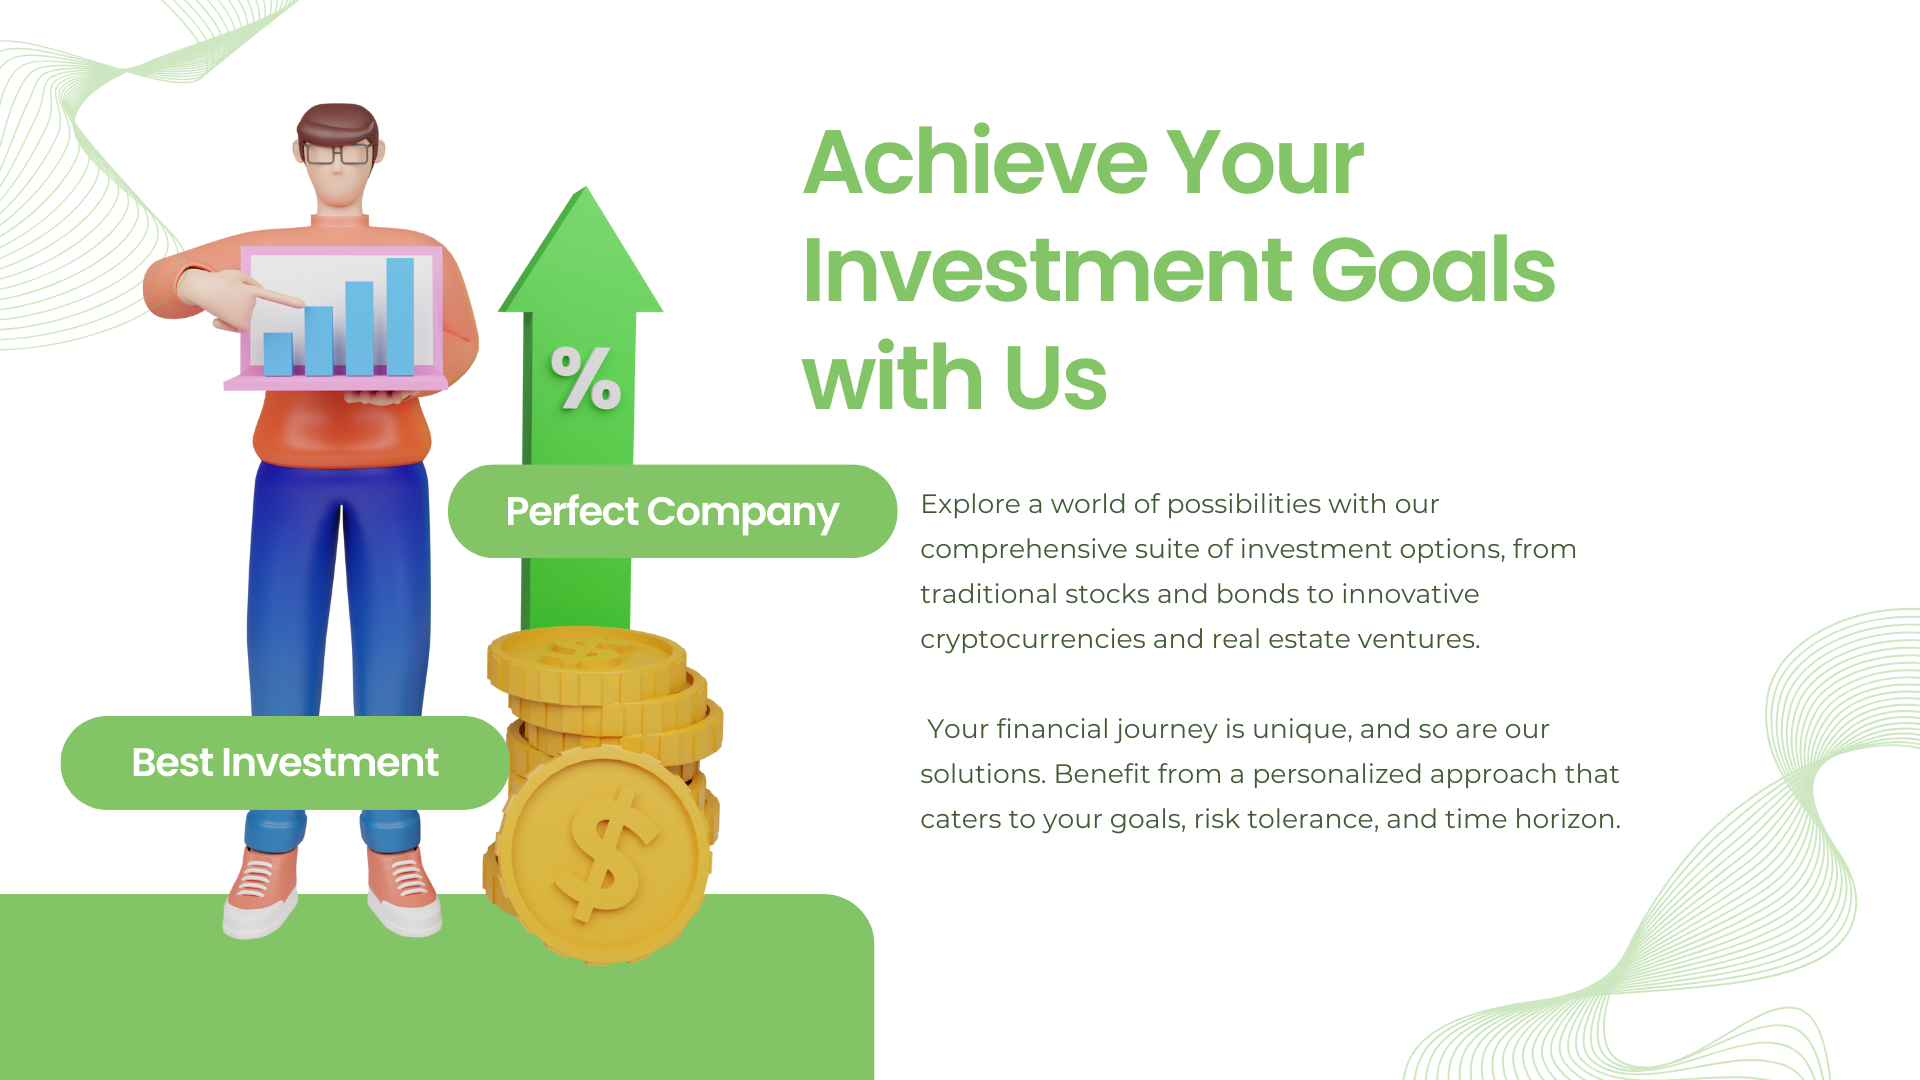 Achieve Your
Investment Goals
with Us
%
Perfect Company
Explore a world of possibilities with our
comprehensive suite of investment options, from
traditional stocks and bonds to innovative
cryptocurrencies and real estate ventures.
Your financial journey is unique, and so are our
solutions. Benefit from a personalized approach that
caters to your goals, risk tolerance, and time horizon.
Best Investment
$
$